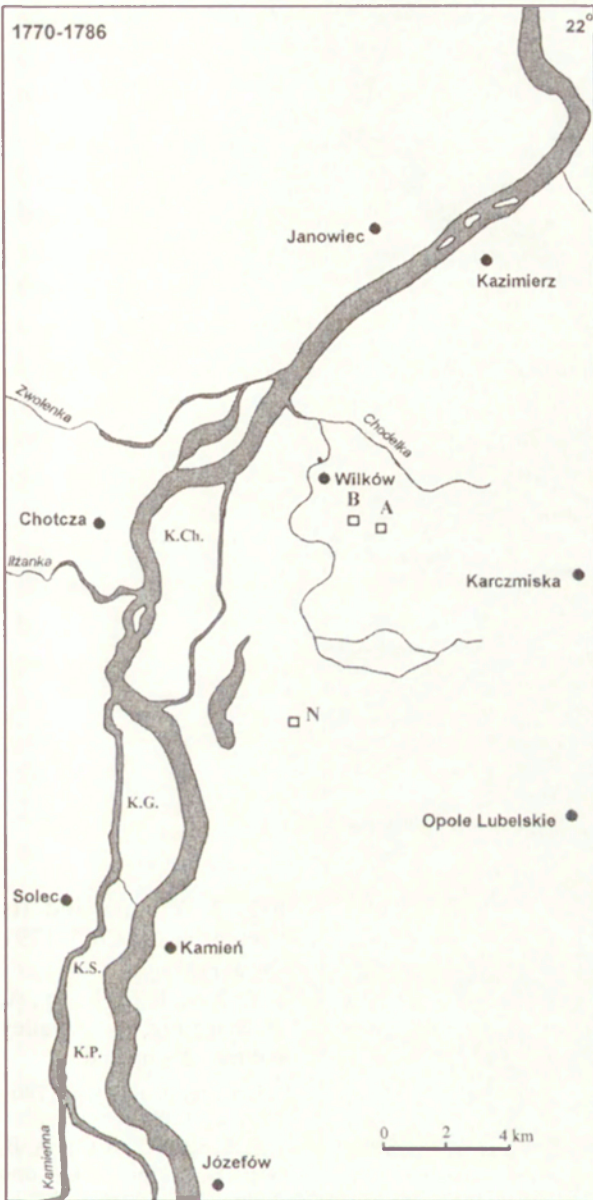 1770-1786
22°
Janowiec
Kazimierz
Zwolenka
Chodelka
Wilków
B
A
Chotcza
K.Ch.
Iłżanka
Karczmiska
N
K.G.
Opole Lubelskie
Solec
Kamień
K.S.
K.P.
Kamienna
0 2 4 km
Józefów